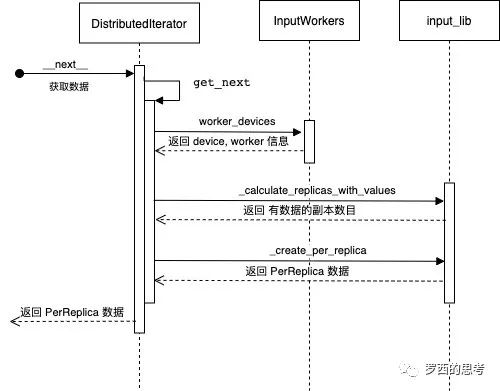 DistributedIterator
InputWorkers
input_lib
__next__
获取数据
get_next
worker_devices
返回 device, worker 信息
_calculate_replicas_with_values
返回 有数据的副本数目
_create_per_replica
返回 PerReplica 数据
返回 PerReplica 数据
罗西的思考